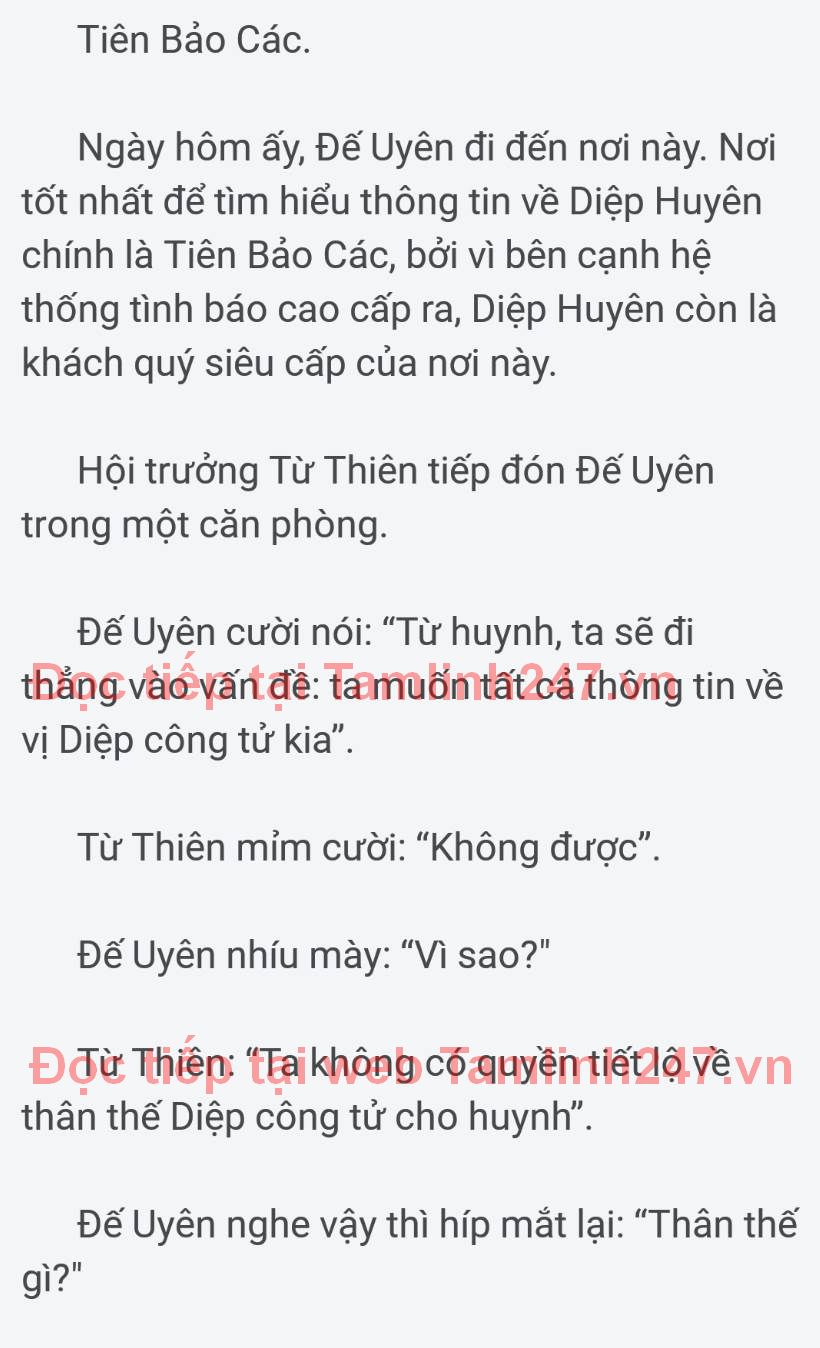 Tiên Bảo Các.
Ngày hôm ấy, Đế Uyên đi đến nơi này. Nơi
tốt nhất để tìm hiểu thông tin về Diệp Huyên
chính là Tiên Bảo Các, bởi vì bên cạnh hệ
thống tình báo cao cấp ra, Diệp Huyên còn là
khách quý siêu cấp của nơi này.
Hội trưởng Từ Thiên tiếp đón Đế Uyên
trong một căn phòng.
Đế Uyên cười nói: “Từ huynh, ta sẽ đi
thẳng vào vấn đề: ta muốn tất cả thông tin về
Đọc tiếp tại Tamlinh247.vn
vị Diệp công tử kia”.
Từ Thiên mỉm cười: “Không được”.
Đế Uyên nhíu mày: “Vì sao?"
Từ Thiên: “Ta không có quyền tiết lộ về
Đọc tiếp tại web Tamlinh247.vn
thân thế Diệp công tử cho huynh”.
Đế Uyên nghe vậy thì híp mắt lại: “Thân thế
gì?"